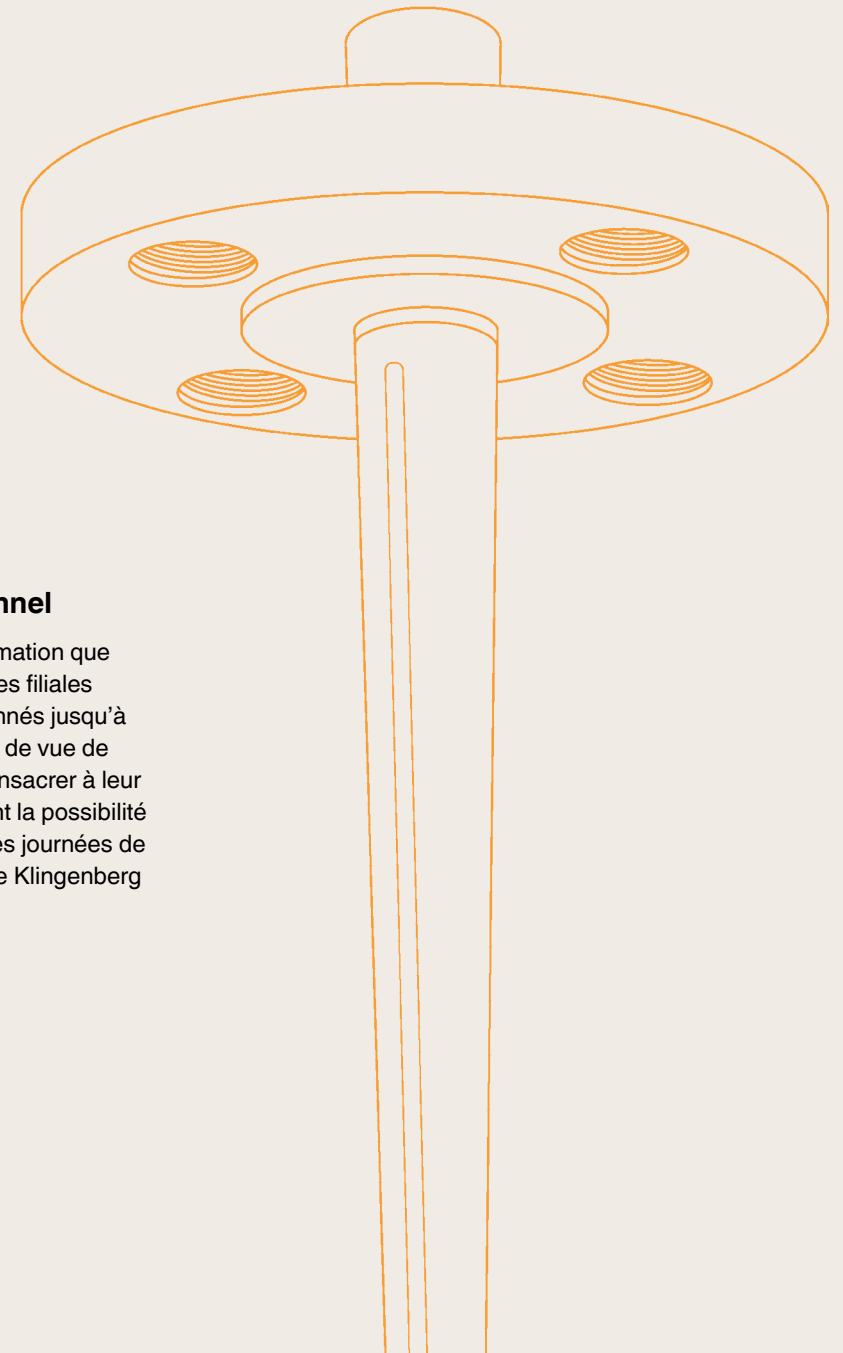 nnel
mation que
es filiales
nnés jusqu’à
de vue de
nsacrer à leur
nt la possibilité
es journées de
e Klingenberg